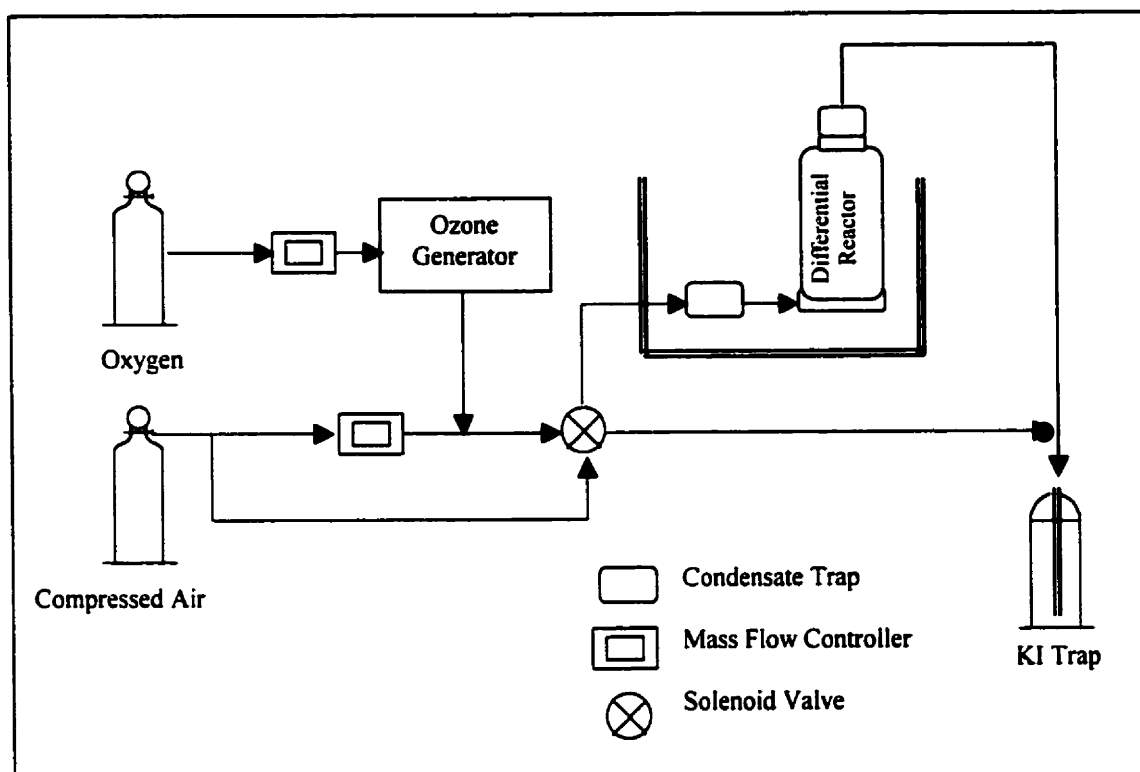 Ozone
Generator
Differential
Reactor
Oxygen
Compressed Air
Condensate Trap
Mass Flow Controller
Solenoid Valve
KI Trap